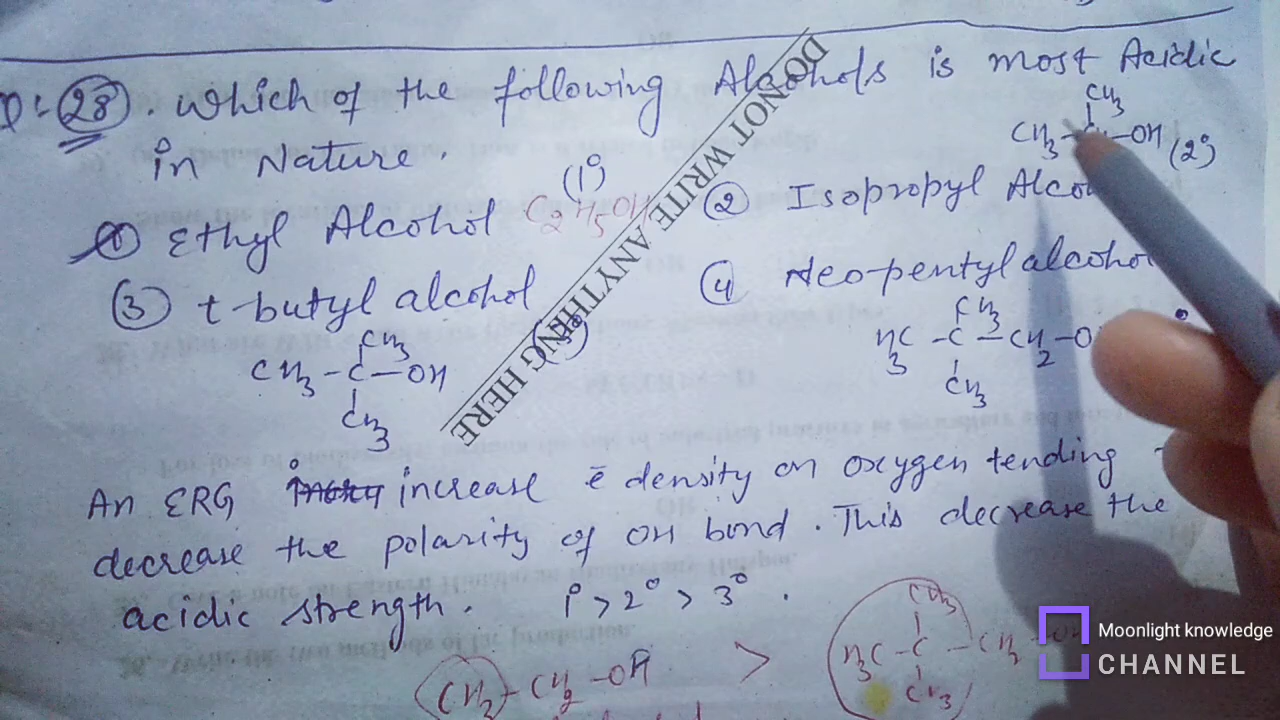 28. Which of the following Alcohols is most Acidic
in Nature.
CH3
CH3 - C - OH (2°)
(1°)
① Ethyl Alcohol C2H5OH
② Isopropyl Alco
③ t-butyl alcohol
④ Neo-pentyl alcohol
CH3
CH3 - C - OH
CH3
CH3
H3C - C - CH2 - O
CH3
DO NOT WRITE ANYTHING HERE
An ERG increase ē density on oxygen tending
decrease the polarity of OH bond. This decrease the
acidic strength. 1° > 2° > 3°.
CH3 - CH2 - OH >
CH3
H3C - C - CH2 - OH
CH3
Moonlight knowledge
CHANNEL